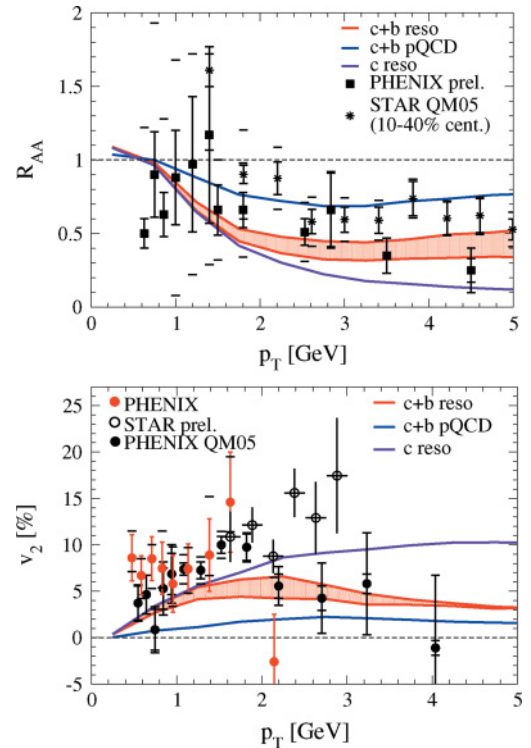 2
1.5
1
0.5
0
R_AA
c+b reso
c+b pQCD
c reso
PHENIX prel.
STAR QM05
(10-40% cent.)
0 1 2 3 4 5
p_T [GeV]
25
20
15
10
5
0
-5
v_2 [%]
PHENIX
STAR prel.
PHENIX QM05
c+b reso
c+b pQCD
c reso
0 1 2 3 4 5
p_T [GeV]